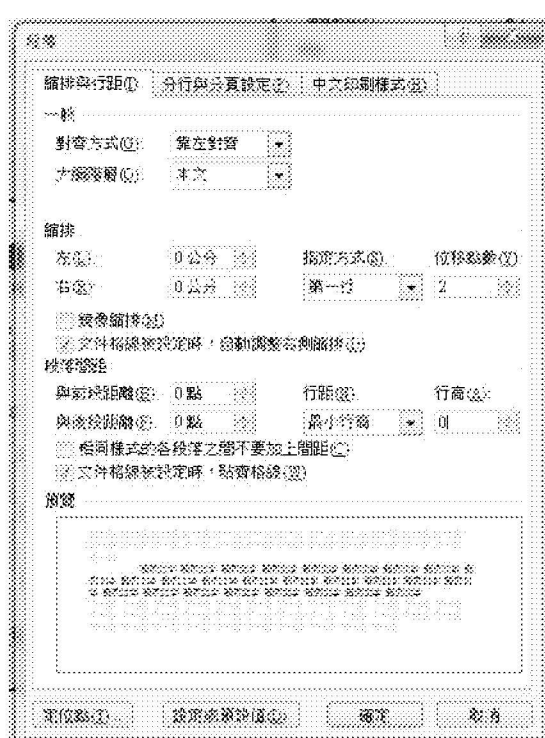 段落
縮排與行距(I) 分行與分頁設定(P) 中文印刷樣式(H)
一般
對齊方式(G): 靠左對齊
大綱階層(O): 本文
縮排
左(L): 0 公分 指定方式(S): 位移點數(Y):
右(R): 0 公分 第一行 2
鏡像縮排(M)
文件格線被設定時,自動調整右側縮排(D)
段落間距
與前段距離(B): 0 點 行距(N): 行高(A):
與後段距離(F): 0 點 最小行高 0
相同樣式的各段落之間不要加上間距(C)
文件格線被設定時,貼齊格線(W)
預覽
定位點(T)... 設定成預設值(D) 確定 取消